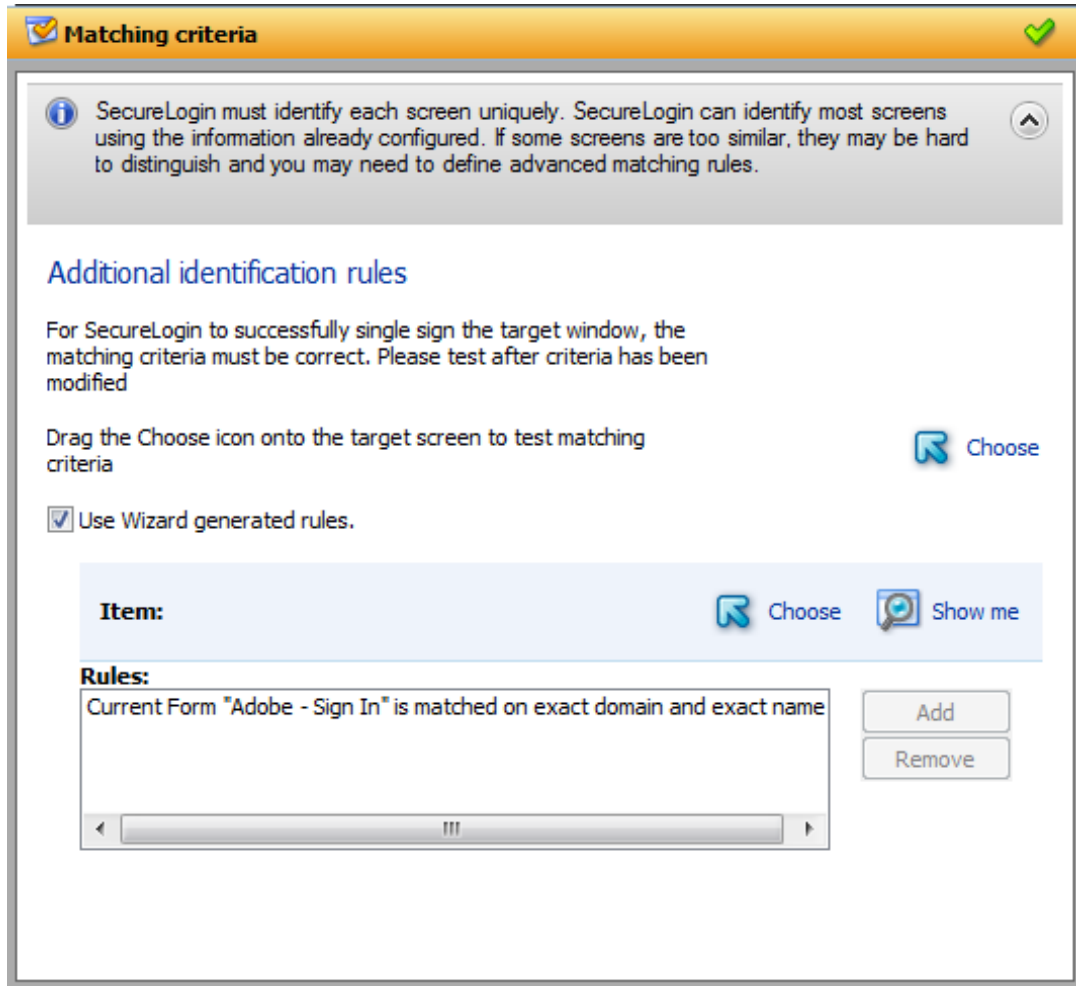 Matching criteria
SecureLogin must identify each screen uniquely. SecureLogin can identify most screens
using the information already configured. If some screens are too similar, they may be hard
to distinguish and you may need to define advanced matching rules.
Additional identification rules
For SecureLogin to successfully single sign the target window, the
matching criteria must be correct. Please test after criteria has been
modified
Drag the Choose icon onto the target screen to test matching
criteria
Choose
Use Wizard generated rules.
Item:
Choose
Show me
Rules:
Current Form "Adobe - Sign In" is matched on exact domain and exact name
Add
Remove